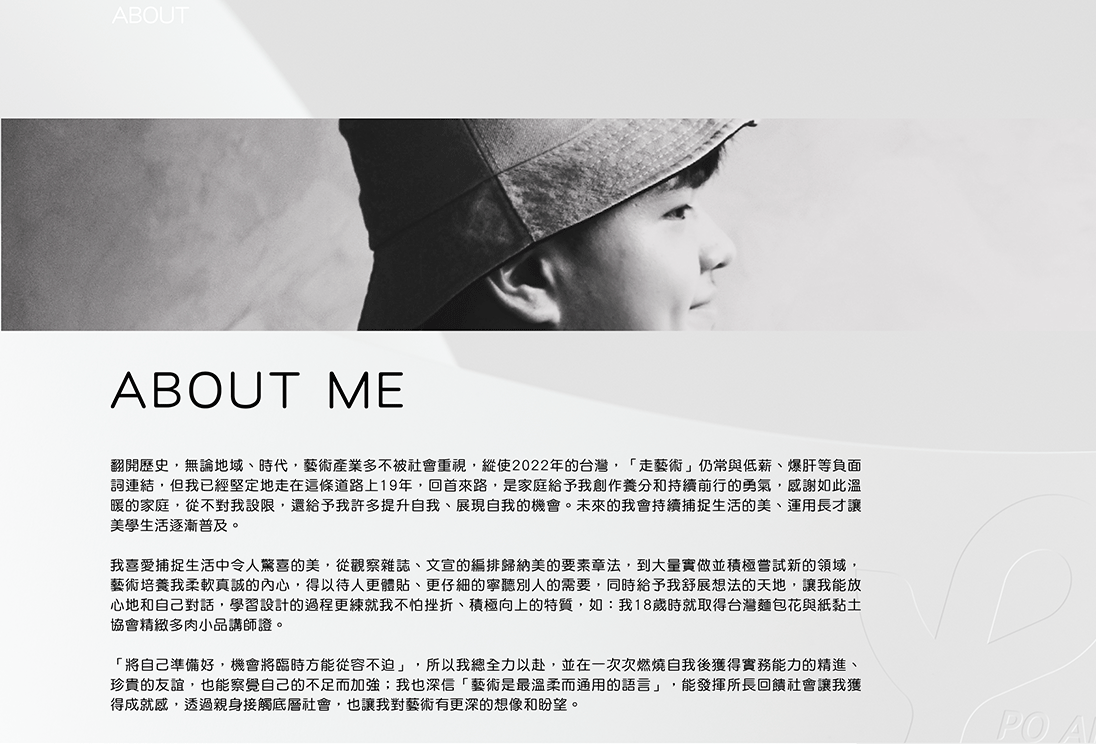 ABOUT
ABOUT ME
翻開歷史，無論地域、時代，藝術產業多不被社會重視，縱使2022年的台灣，「走藝術」仍常與低薪、爆肝等負面
詞連結，但我已經堅定地走在這條道路上19年，回首來路，是家庭給予我創作養分和持續前行的勇氣，感謝如此溫
暖的家庭，從不對我設限，還給予我許多提升自我、展現自我的機會。未來的我會持續捕捉生活的美、運用長才讓
美學生活逐漸普及。
我喜愛捕捉生活中令人驚喜的美，從觀察雜誌、文宣的編排歸納美的要素章法，到大量實做並積極嘗試新的領域，
藝術培養我柔軟真誠的內心，得以待人更體貼、更仔細的寧聽別人的需要，同時給予我舒展想法的天地，讓我能放
心地和自己對話，學習設計的過程更練就我不怕挫折、積極向上的特質，如：我18歲時就取得台灣麵包花與紙黏土
協會精緻多肉小品講師證。
「將自己準備好，機會將臨時方能從容不迫」，所以我總全力以赴，並在一次次燃燒自我後獲得實務能力的精進、
珍貴的友誼，也能察覺自己的不足而加強；我也深信「藝術是最溫柔而通用的語言」，能發揮所長回饋社會讓我獲
得成就感，透過親身接觸底層社會，也讓我對藝術有更深的想像和盼望。
PO A